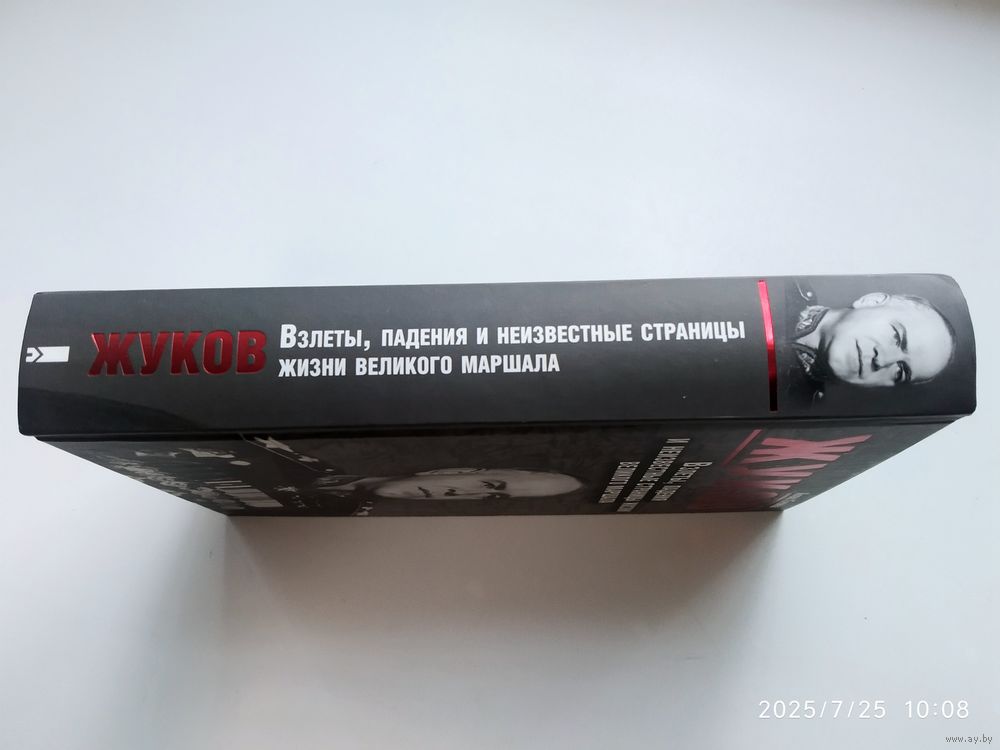 ЖУКОВ
ВЗЛЕТЫ, ПАДЕНИЯ И НЕИЗВЕСТНЫЕ СТРАНИЦЫ
ЖИЗНИ ВЕЛИКОГО МАРШАЛА
2025/7/25 10:08
www.ay.by